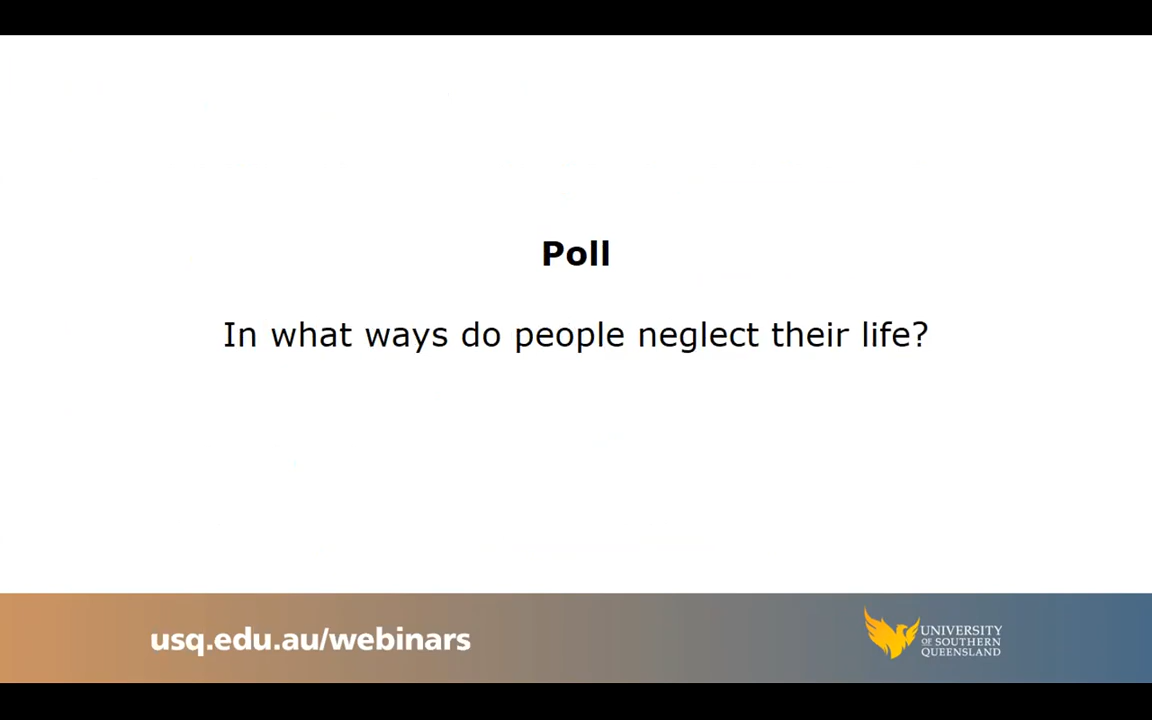 Poll
In what ways do people neglect their life?
usq.edu.au/webinars
UNIVERSITY
OF SOUTHERN
QUEENSLAND